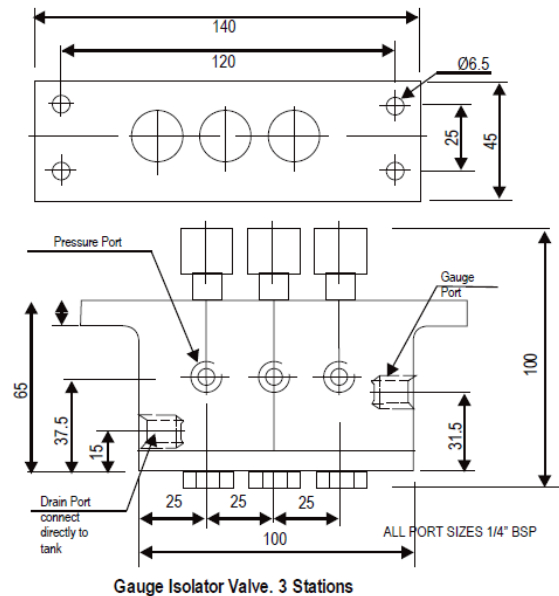 140
120
Ø6.5
25
45
Pressure Port
Gauge
Port
65
100
37.5
15
31.5
Drain Port
connect
directly to
tank
25
25
25
ALL PORT SIZES 1/4" BSP
100
Gauge Isolator Valve. 3 Stations